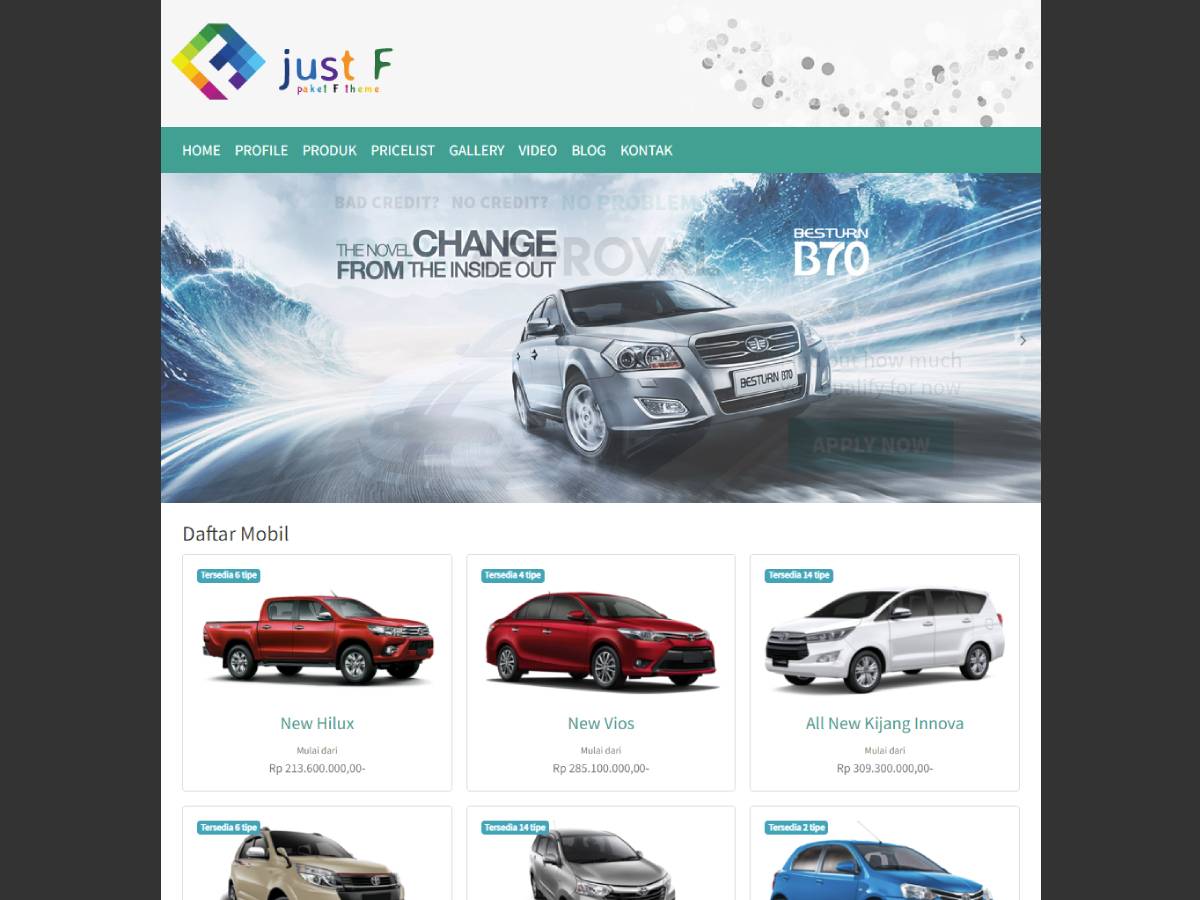 just F
paket F theme
HOME PROFILE PRODUK PRICELIST GALLERY VIDEO BLOG KONTAK
BAD CREDIT? NO CREDIT? NO PROBLEM
THE NOVEL CHANGE
FROM THE INSIDE OUT
ROVAL
BESTURN
B70
BESTURN B70
out how much
qualify for now
APPLY NOW
Daftar Mobil
Tersedia 6 tipe
New Hilux
Mulai dari
Rp 213.600.000,00-
Tersedia 4 tipe
New Vios
Mulai dari
Rp 285.100.000,00-
Tersedia 14 tipe
All New Kijang Innova
Mulai dari
Rp 309.300.000,00-
Tersedia 6 tipe
Tersedia 14 tipe
Tersedia 2 tipe